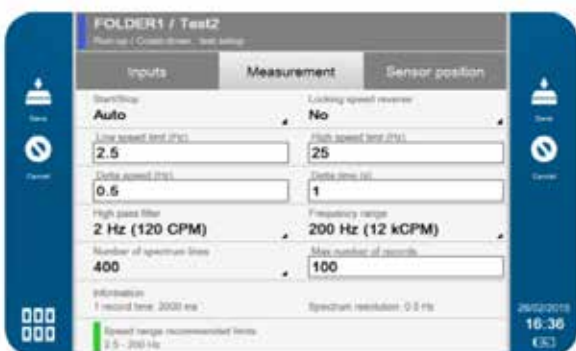 FOLDER1 / Test2
Run up / Coast down test setup
Inputs
Measurement
Sensor position
Start/Stop
Auto
Locking speed reverse
No
Low speed limit (Hz)
2.5
High speed limit (Hz)
25
Delta speed (Hz)
0.5
Delta time (s)
1
High pass filter
2 Hz (120 CPM)
Frequency range
200 Hz (12 kCPM)
Number of spectrum lines
400
Max number of records
100
Information
1 record time: 2000 ms
Spectrum resolution: 0.5 Hz
Speed range recommended limits
2.5 - 200 Hz
Save
Cancel
Save
Cancel
26/02/2015
16:36